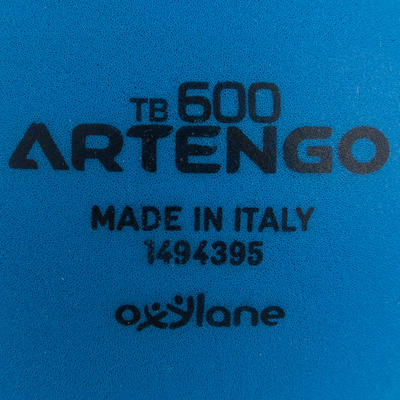 TB 600
ARTENGO
MADE IN ITALY
1494395
oxylane